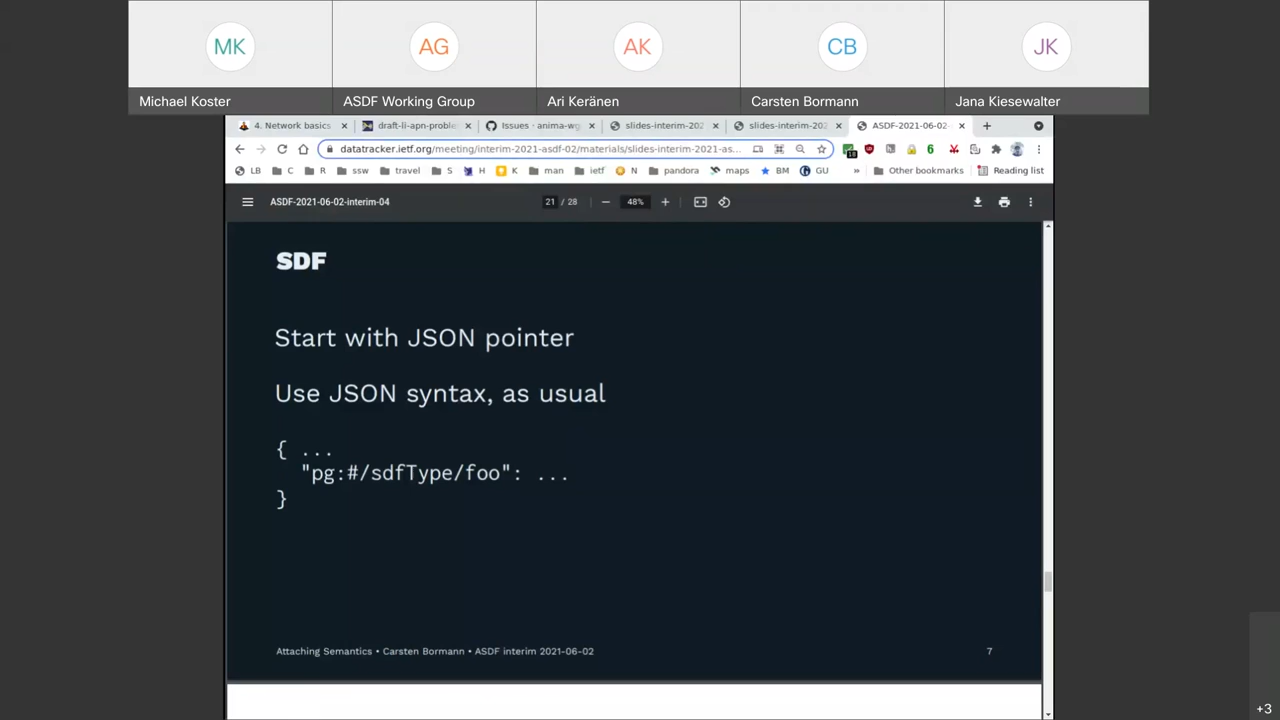 MK
AG
AK
CB
JK
Michael Koster
ASDF Working Group
Ari Keränen
Carsten Bormann
Jana Kiesewalter
4. Network basics
draft-li-apn-proble
Issues · anima-wg
slides-interim-202
slides-interim-202
ASDF-2021-06-02-
datatracker.ietf.org/meeting/interim-2021-asdf-02/materials/slides-interim-2021-as...
LB
C
R
ssw
travel
S
H
K
man
ietf
N
pandora
maps
BM
GU
»
Other bookmarks
Reading list
ASDF-2021-06-02-interim-04
21 / 28
48%
SDF
Start with JSON pointer
Use JSON syntax, as usual
{ ...
"pg:#/sdfType/foo": ...
}
Attaching Semantics • Carsten Bormann • ASDF interim 2021-06-02
7
+3